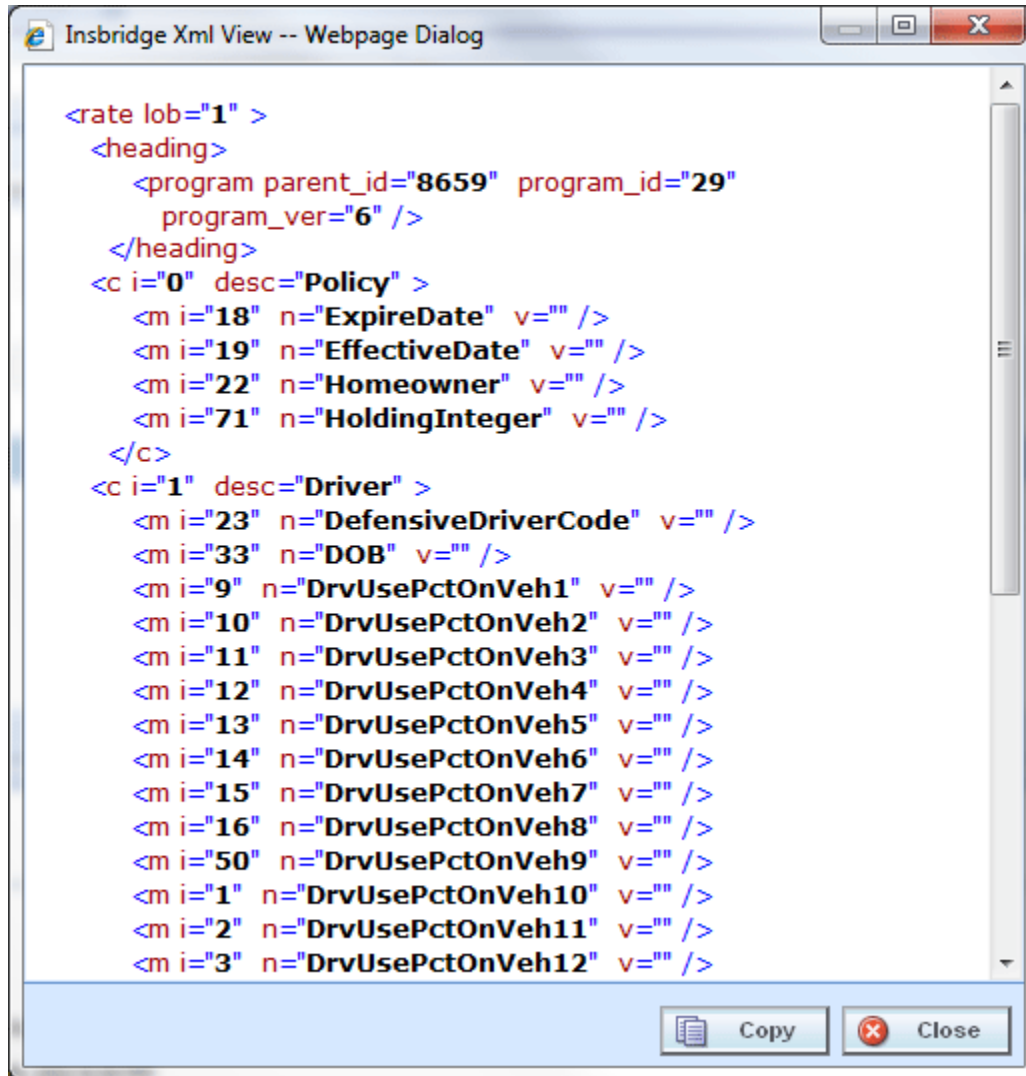 Insbridge Xml View -- Webpage Dialog
<rate lob="1" >
<heading>
<program parent_id="8659" program_id="29"
program_ver="6" />
</heading>
<c i="0" desc="Policy" >
<m i="18" n="ExpireDate" v="" />
<m i="19" n="EffectiveDate" v="" />
<m i="22" n="Homeowner" v="" />
<m i="71" n="HoldingInteger" v="" />
</c>
<c i="1" desc="Driver" >
<m i="23" n="DefensiveDriverCode" v="" />
<m i="33" n="DOB" v="" />
<m i="9" n="DrvUsePctOnVeh1" v="" />
<m i="10" n="DrvUsePctOnVeh2" v="" />
<m i="11" n="DrvUsePctOnVeh3" v="" />
<m i="12" n="DrvUsePctOnVeh4" v="" />
<m i="13" n="DrvUsePctOnVeh5" v="" />
<m i="14" n="DrvUsePctOnVeh6" v="" />
<m i="15" n="DrvUsePctOnVeh7" v="" />
<m i="16" n="DrvUsePctOnVeh8" v="" />
<m i="50" n="DrvUsePctOnVeh9" v="" />
<m i="1" n="DrvUsePctOnVeh10" v="" />
<m i="2" n="DrvUsePctOnVeh11" v="" />
<m i="3" n="DrvUsePctOnVeh12" v="" />
Copy Close